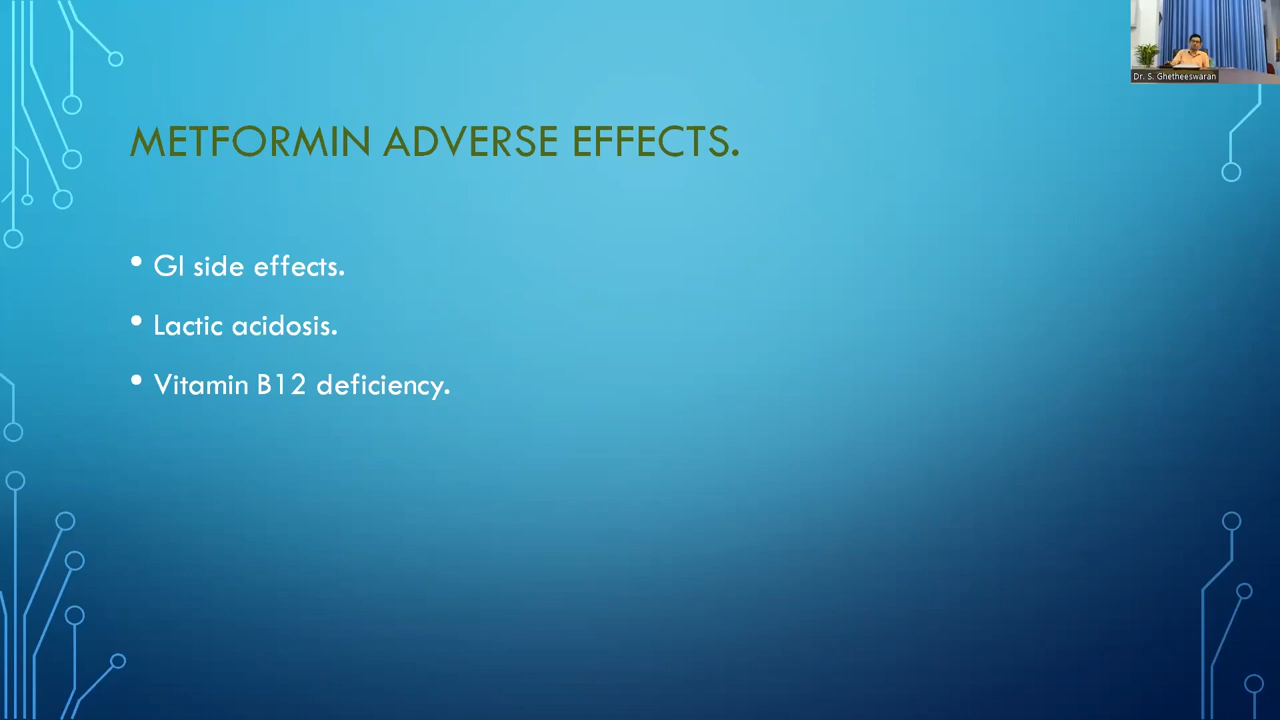 Dr. S. Ghetheeswaran
METFORMIN ADVERSE EFFECTS.
• GI side effects.
• Lactic acidosis.
• Vitamin B12 deficiency.